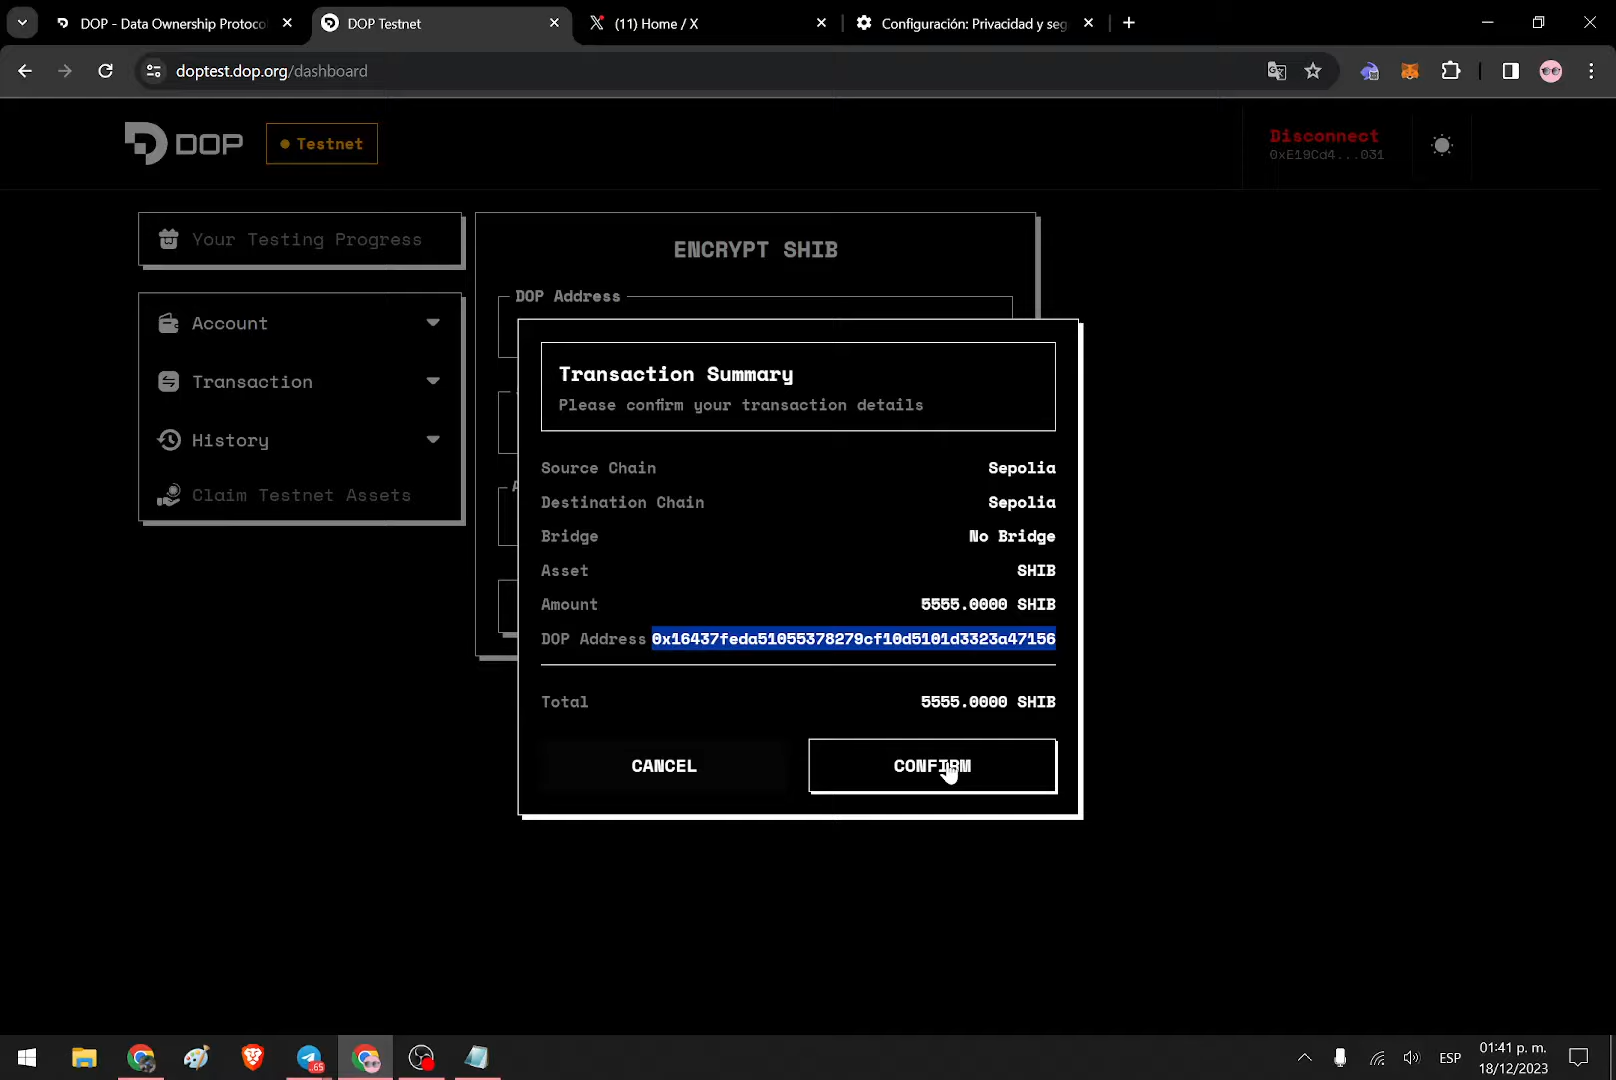 DOP - Data Ownership Protoco
DOP Testnet
(11) Home / X
Configuración: Privacidad y seg
doptest.dop.org/dashboard
DOP
Testnet
Disconnect
0xE19Cd4...031
Your Testing Progress
Account
Transaction
History
Claim Testnet Assets
ENCRYPT SHIB
DOP Address
Transaction Summary
Please confirm your transaction details
Source Chain Sepolia
Destination Chain Sepolia
Bridge No Bridge
Asset SHIB
Amount 5555.0000 SHIB
DOP Address 0x16437feda51055378279cf10d5101d3323a47156
Total 5555.0000 SHIB
CANCEL CONFIRM
65
ESP
01:41 p. m.
18/12/2023